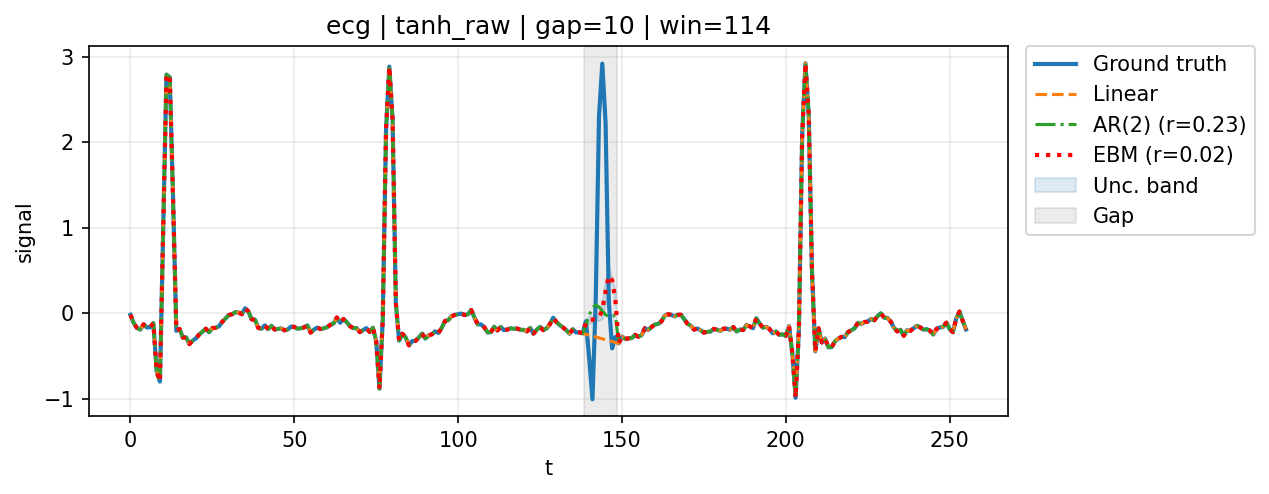 ecg | tanh_raw | gap=10 | win=114
3
2
1
0
−1
signal
0
50
100
150
200
250
t
Ground truth
Linear
AR(2) (r=0.23)
EBM (r=0.02)
Unc. band
Gap